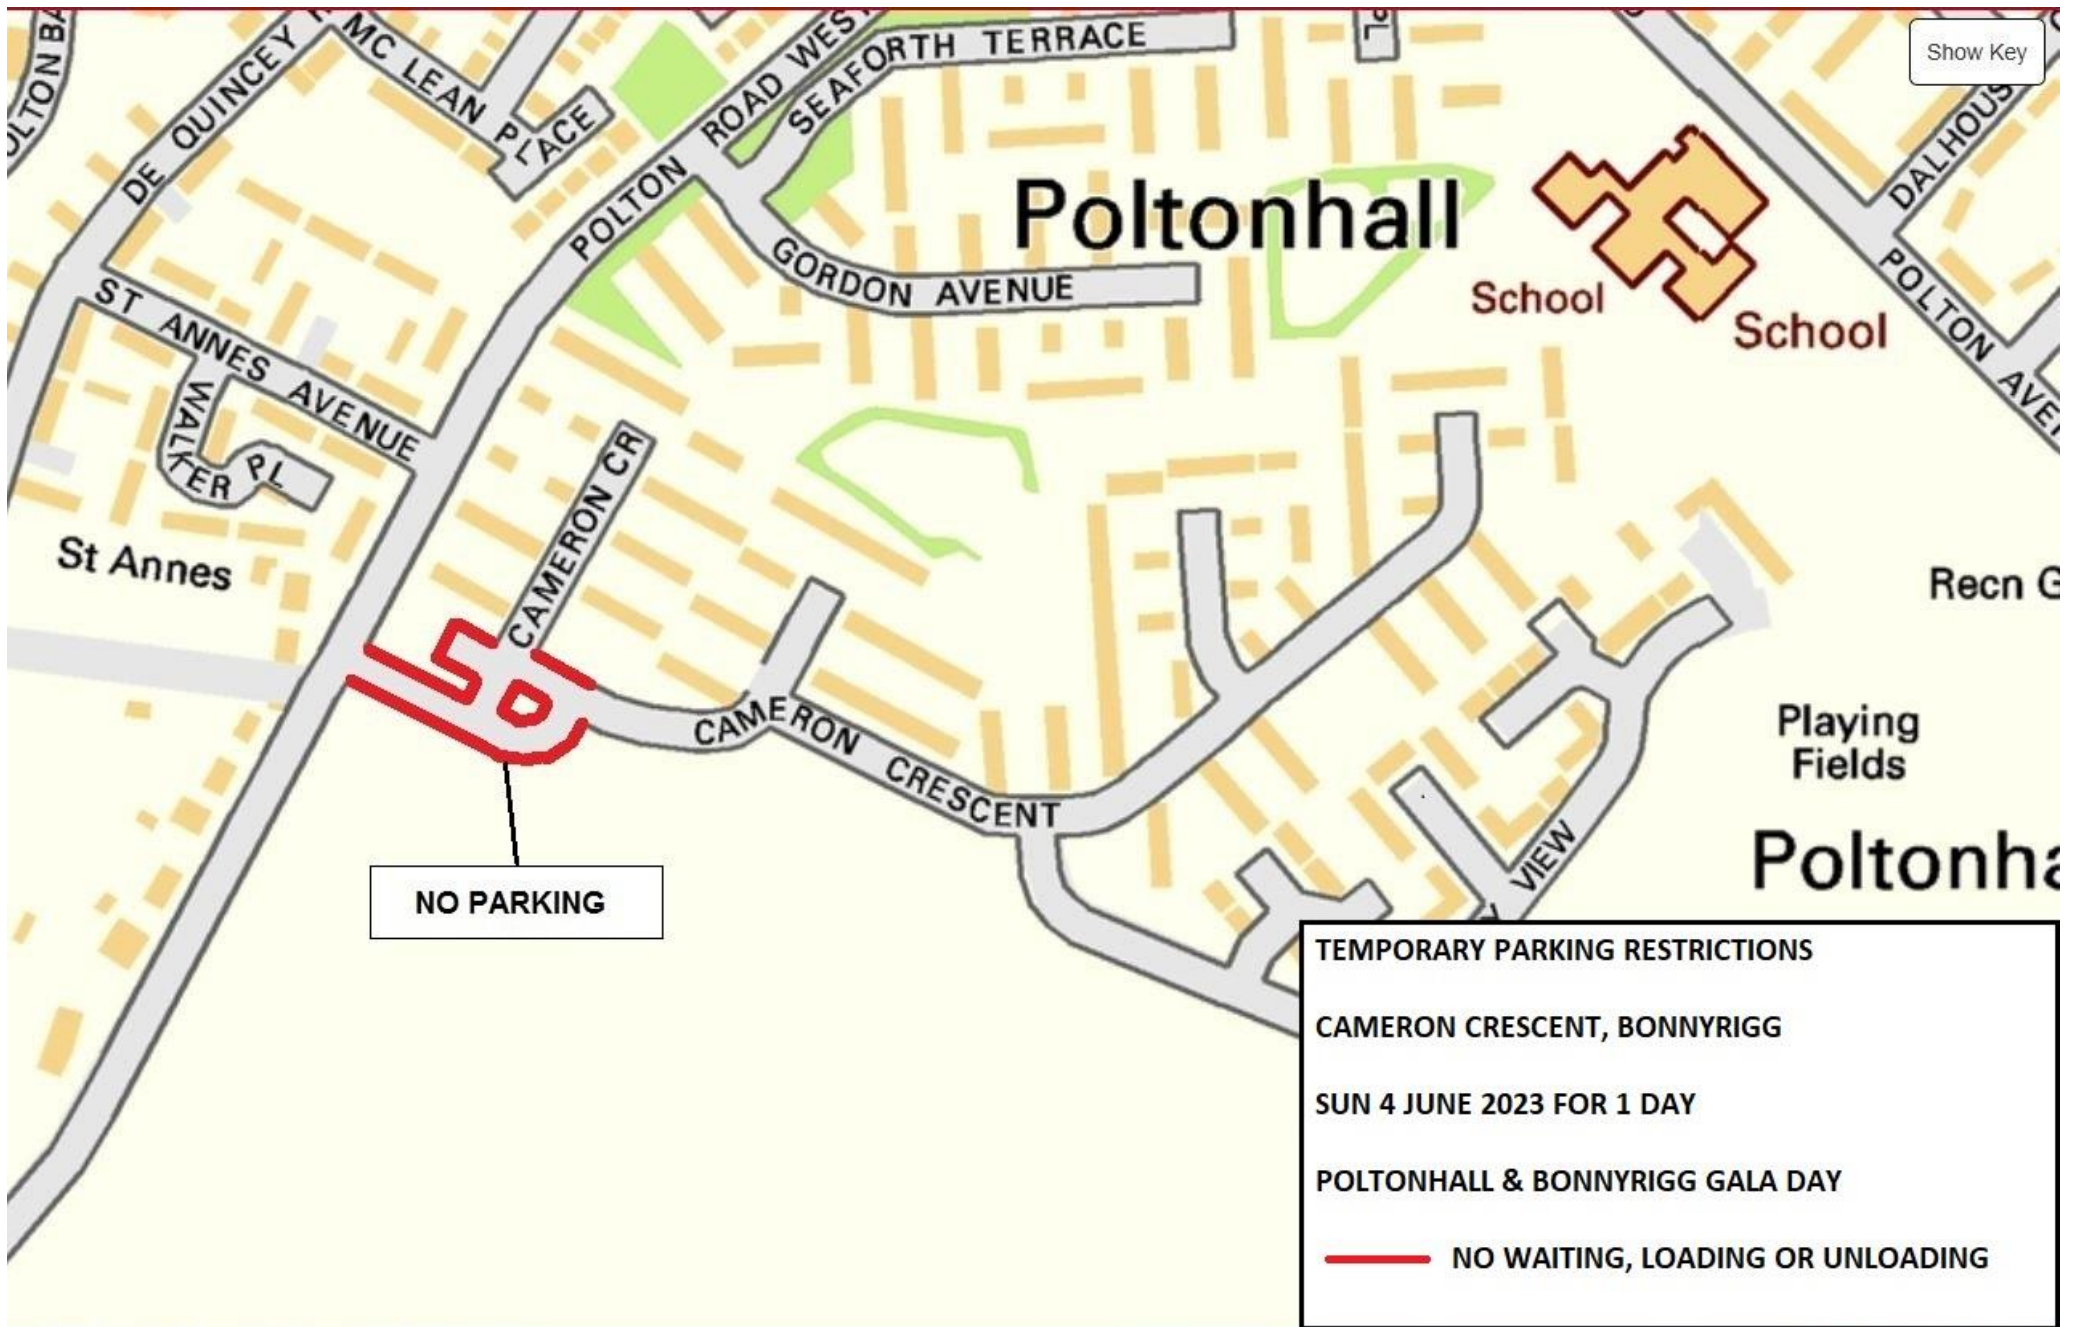 MC LEAN PLACE
DE QUINCEY
POLTON ROAD WEST
SEAFORTH TERRACE
PL
Show Key
DALHOUS
Poltonhall
GORDON AVENUE
School
School
POLTON AVE
ST ANNES AVENUE
WALKER PL
CAMERON CR
St Annes
Recn G
CAMERON CRESCENT
Playing
Fields
Poltonha
VIEW
NO PARKING
TEMPORARY PARKING RESTRICTIONS
CAMERON CRESCENT, BONNYRIGG
SUN 4 JUNE 2023 FOR 1 DAY
POLTONHALL & BONNYRIGG GALA DAY
NO WAITING, LOADING OR UNLOADING